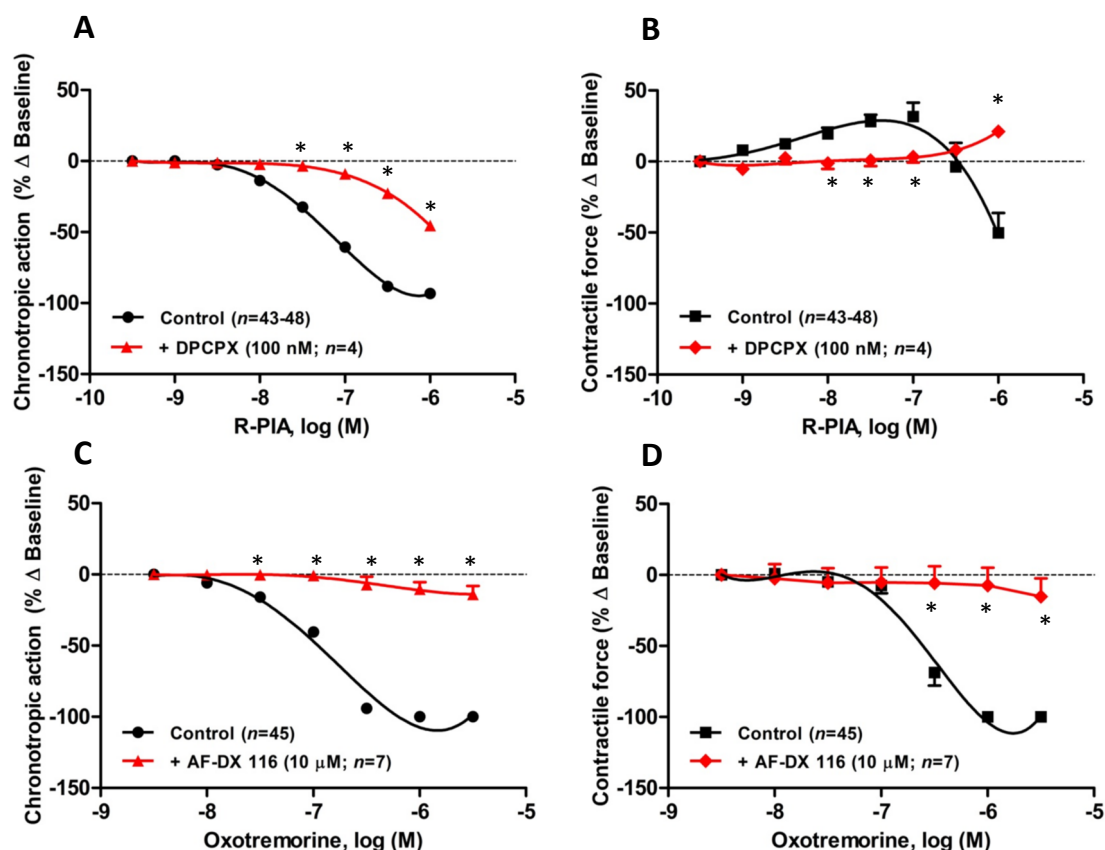 A
Chronotropic action (% Δ Baseline)
50
0
-50
-100
-150
* * * *
Control (n=43-48)
+ DPCPX (100 nM; n=4)
-10 -9 -8 -7 -6 -5
R-PIA, log (M)
B
Contractile force (% Δ Baseline)
50
0
-50
-100
-150
* * * *
Control (n=43-48)
+ DPCPX (100 nM; n=4)
-10 -9 -8 -7 -6 -5
R-PIA, log (M)
C
Chronotropic action (% Δ Baseline)
50
0
-50
-100
-150
* * * * *
Control (n=45)
+ AF-DX 116 (10 μM; n=7)
-9 -8 -7 -6 -5
Oxotremorine, log (M)
D
Contractile force (% Δ Baseline)
50
0
-50
-100
-150
* * *
Control (n=45)
+ AF-DX 116 (10 μM; n=7)
-9 -8 -7 -6 -5
Oxotremorine, log (M)